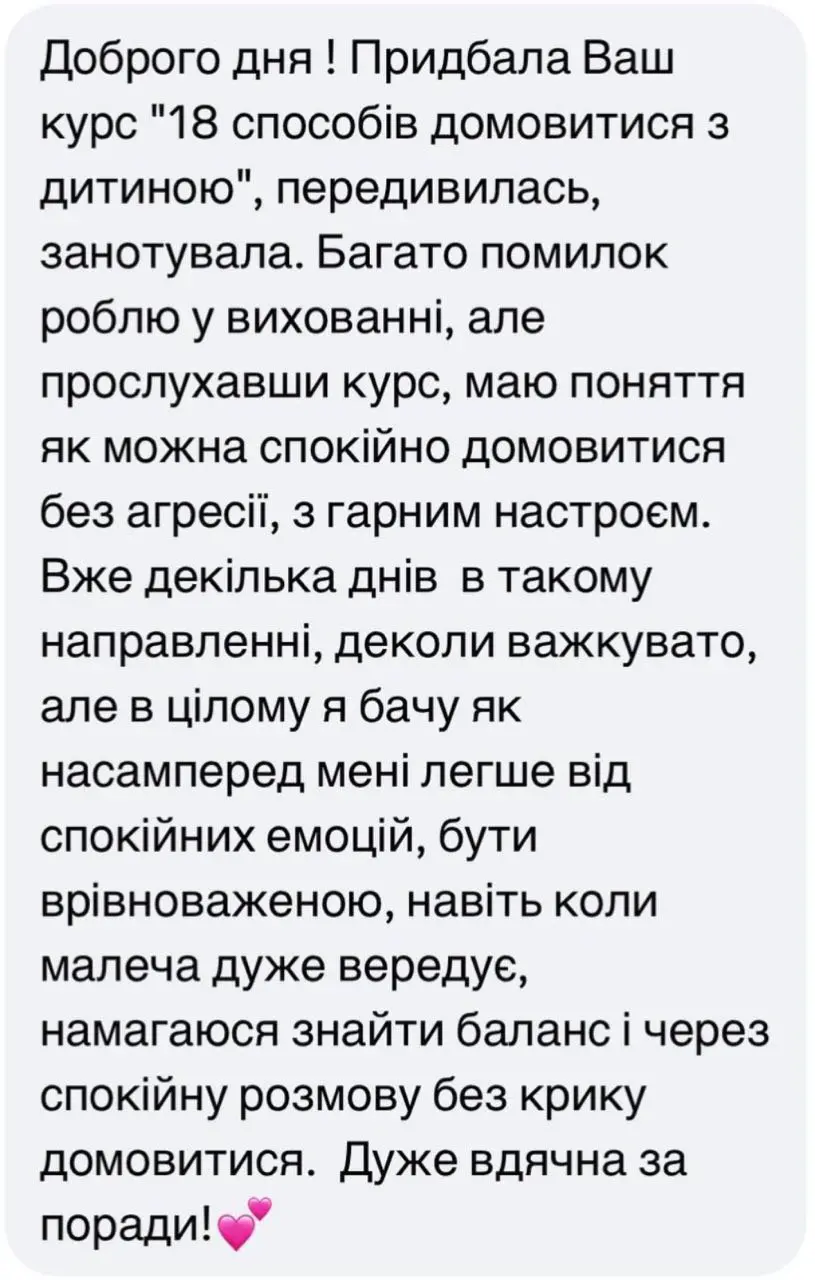 Доброго дня ! Придбала Ваш
курс "18 способів домовитися з
дитиною", передивилась,
занотувала. Багато помилок
роблю у вихованні, але
прослухавши курс, маю поняття
як можна спокійно домовитися
без агресії, з гарним настроєм.
Вже декілька днів  в такому
направленні, деколи важкувато,
але в цілому я бачу як
насамперед мені легше від
спокійних емоцій, бути
врівноваженою, навіть коли
малеча дуже вередує,
намагаюся знайти баланс і через
спокійну розмову без крику
домовитися.  Дуже вдячна за
поради!💕